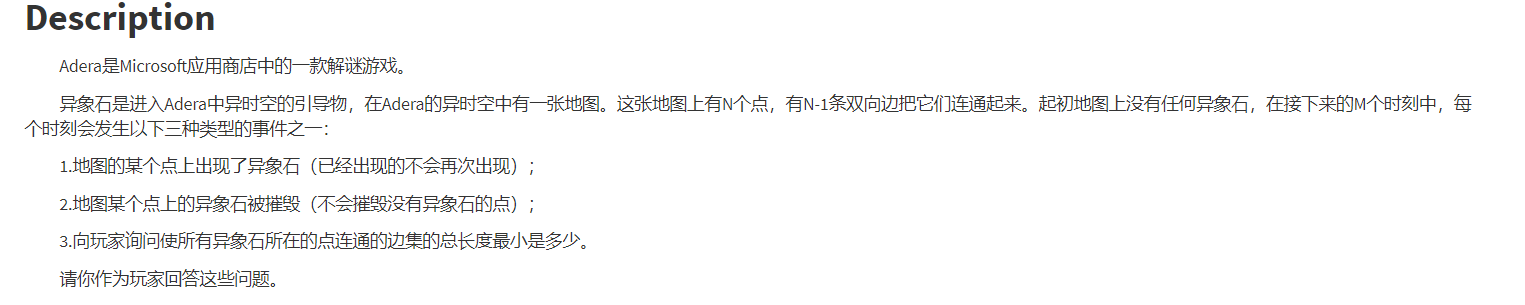 Description
Adera是Microsoft应用商店中的一款解谜游戏。
异象石是进入Adera中异时空的引导物，在Adera的异时空中有一张地图。这张地图上有N个点，有N-1条双向边把它们连通起来。起初地图上没有任何异象石，在接下来的M个时刻中，每
个时刻会发生以下三种类型的事件之一：
1.地图的某个点上出现了异象石（已经出现的不会再次出现）；
2.地图某个点上的异象石被摧毁（不会摧毁没有异象石的点）；
3.向玩家询问使所有异象石所在的点连通的边集的总长度最小是多少。
请你作为玩家回答这些问题。